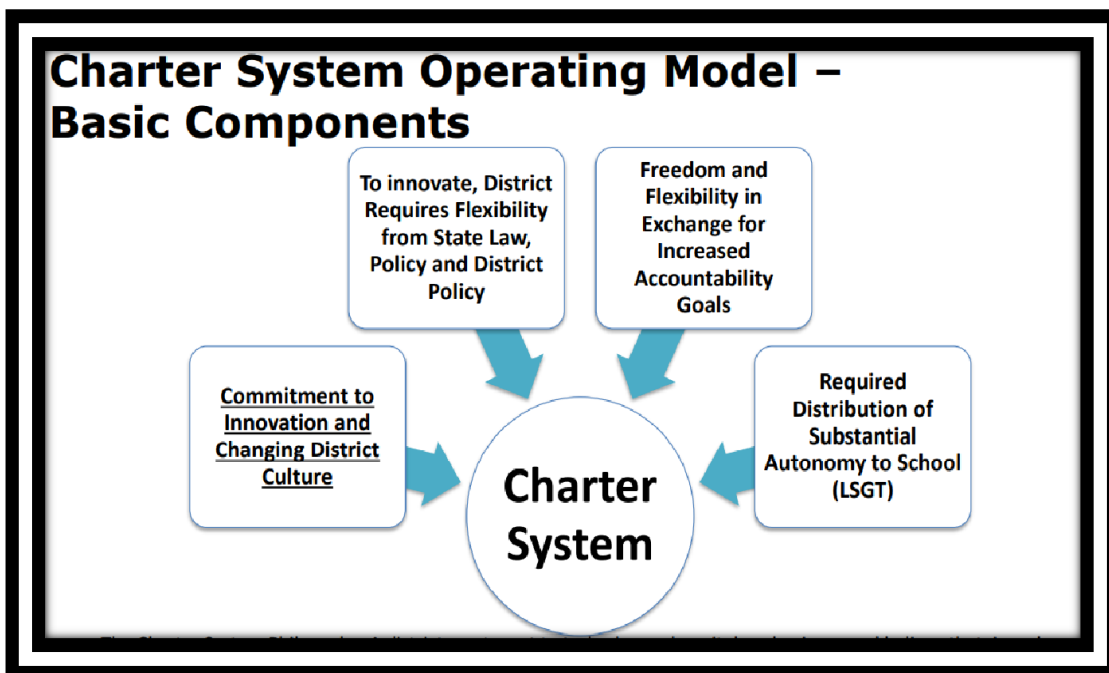 Charter System Operating Model –
Basic Components
To innovate, District
Requires Flexibility
from State Law,
Policy and District
Policy
Freedom and
Flexibility in
Exchange for
Increased
Accountability
Goals
Commitment to
Innovation and
Changing District
Culture
Required
Distribution of
Substantial
Autonomy to School
(LSGT)
Charter
System